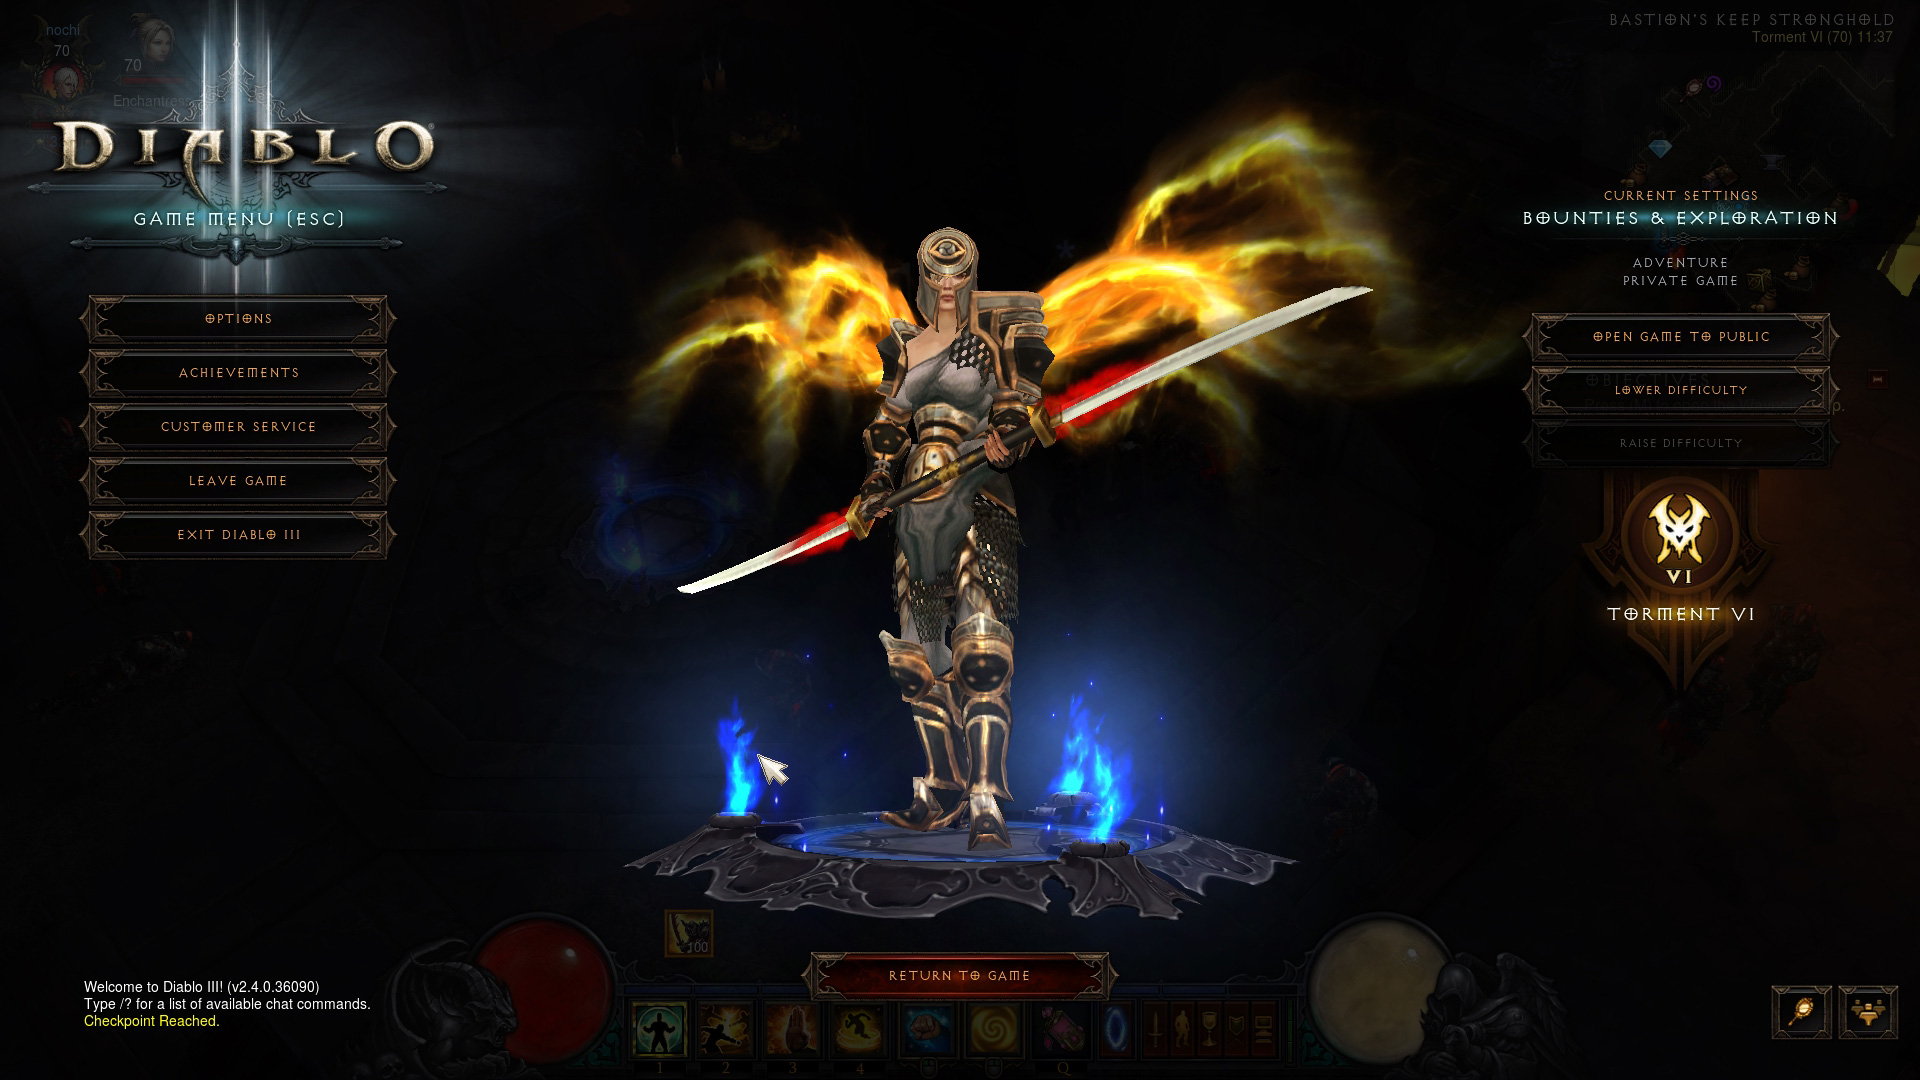 nochi
70
70
Enchantress
DIABLO
GAME MENU (ESC)
OPTIONS
ACHIEVEMENTS
CUSTOMER SERVICE
LEAVE GAME
EXIT DIABLO III
BASTION'S KEEP STRONGHOLD
Torment VI (70) 11:37
CURRENT SETTINGS
BOUNTIES & EXPLORATION
ADVENTURE
PRIVATE GAME
OPEN GAME TO PUBLIC
OBJECTIVES
LOWER DIFFICULTY
RAISE DIFFICULTY
VI
TORMENT VI
100
RETURN TO GAME
Welcome to Diablo III! (v2.4.0.36090)
Type /? for a list of available chat commands.
Checkpoint Reached.
1 2 3 4 Q